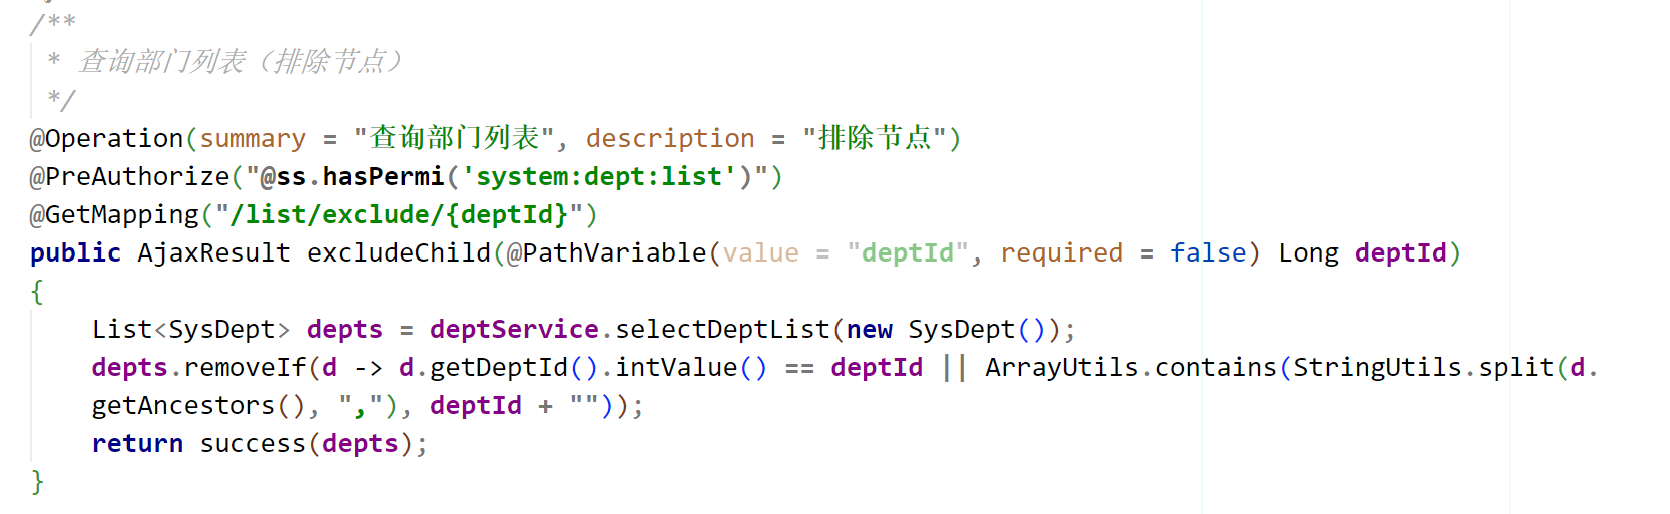 /**
 * 查询部门列表（排除节点）
 */
@Operation(summary = "查询部门列表", description = "排除节点")
@PreAuthorize("@ss.hasPermi('system:dept:list')")
@GetMapping("/list/exclude/{deptId}")
public AjaxResult excludeChild(@PathVariable(value = "deptId", required = false) Long deptId)
{
    List<SysDept> depts = deptService.selectDeptList(new SysDept());
    depts.removeIf(d -> d.getDeptId().intValue() == deptId || ArrayUtils.contains(StringUtils.split(d.
    getAncestors(), ","), deptId + ""));
    return success(depts);
}